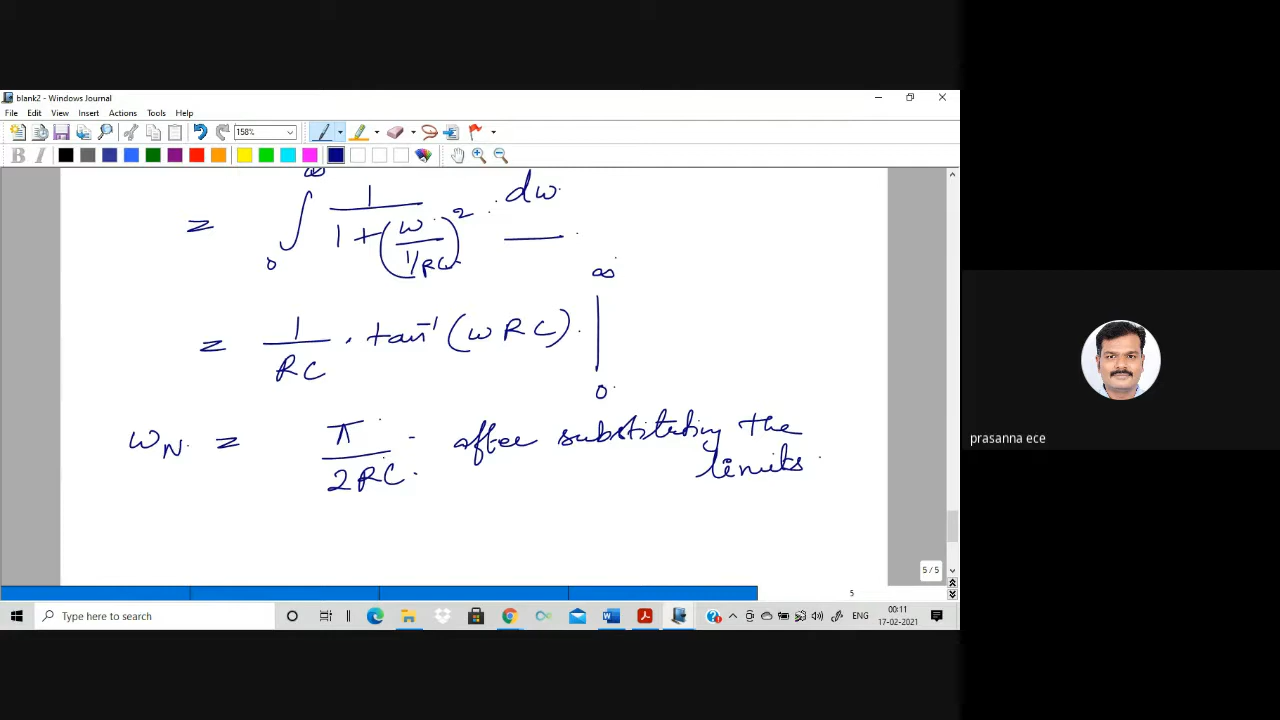 blank2 - Windows Journal
File Edit View Insert Actions Tools Help
158%
B I
= ∫ 0 ∞ 1 / 1 + (ω / 1/RC)² · dω
= 1/RC · tan⁻¹ (ωRC) | 0 ∞
ωN = π / 2RC - after substituting the
limits
5 / 5
5
prasanna ece
Type here to search
ENG
00:11
17-02-2021